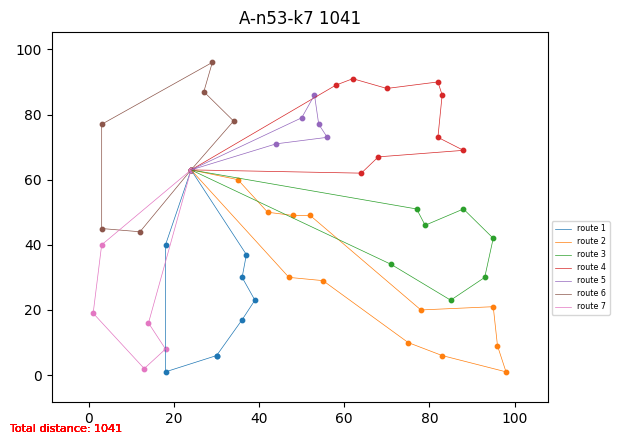 A-n53-k7 1041
100
80
60
40
20
0
0 20 40 60 80 100
route 1
route 2
route 3
route 4
route 5
route 6
route 7
Total distance: 1041